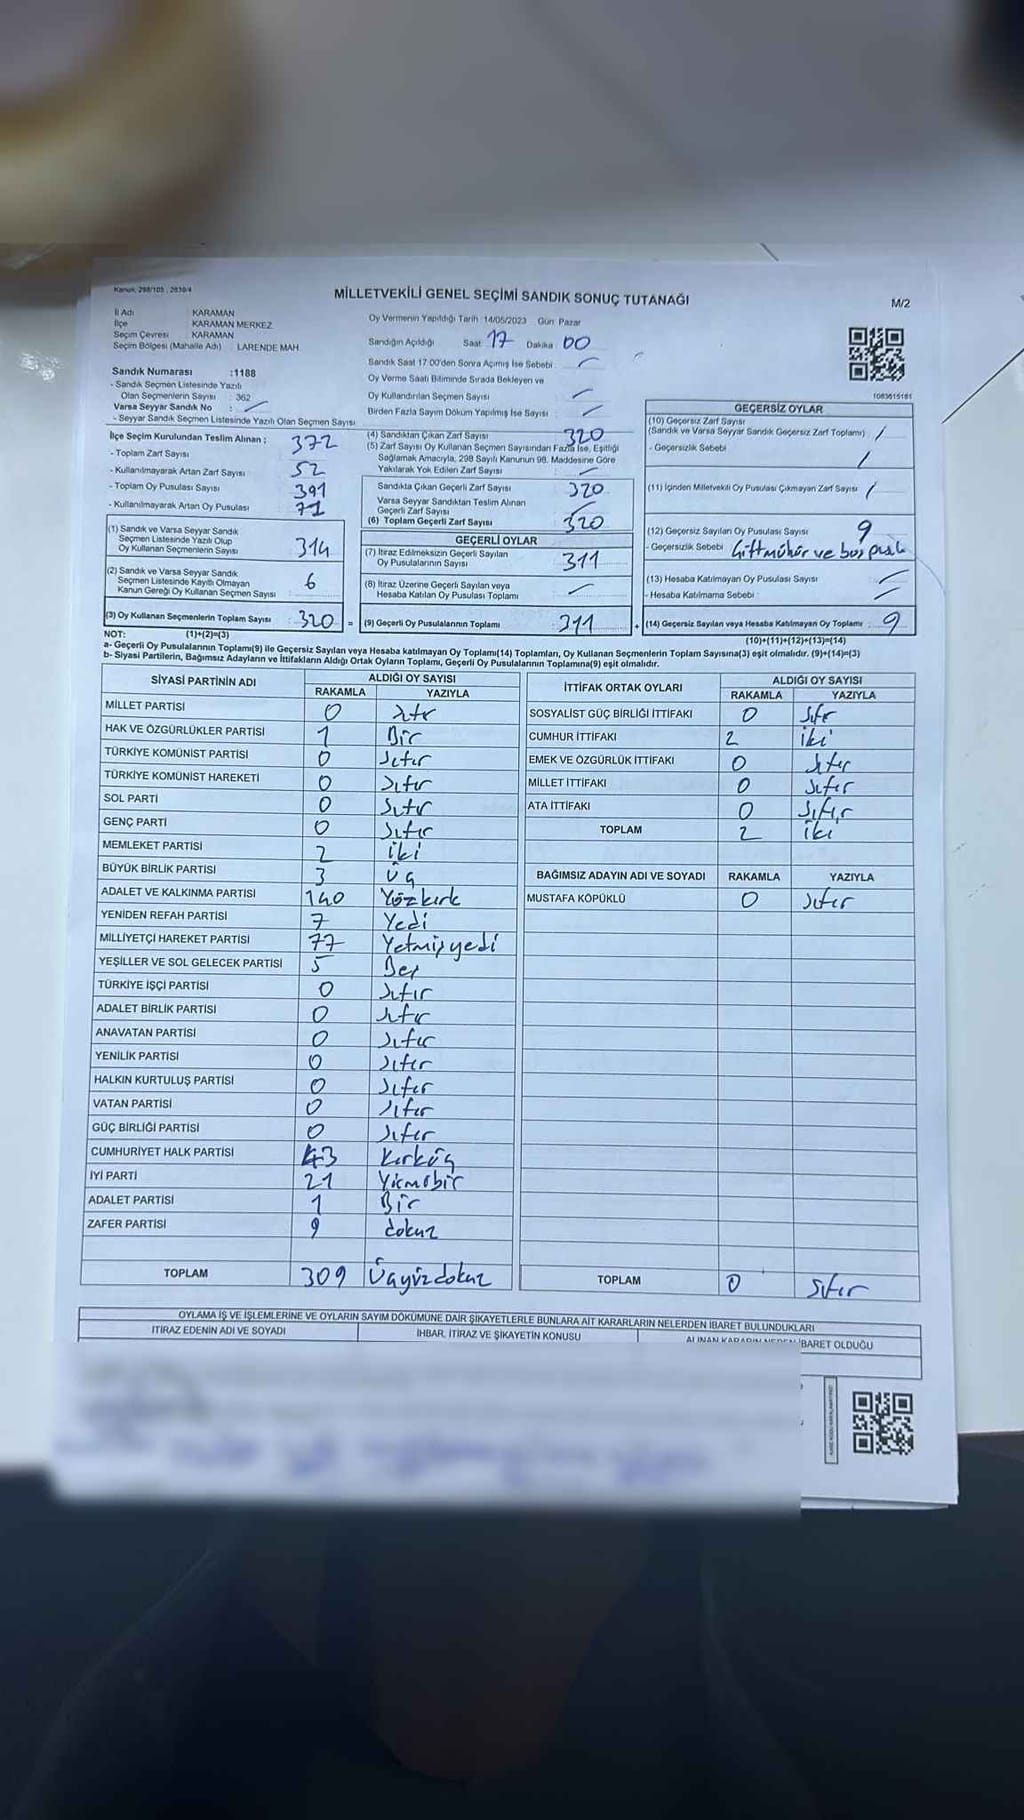 Kanun, 298/105 , 2839/4
MİLLETVEKİLİ GENEL SEÇİMİ SANDIK SONUÇ TUTANAĞI
M/2
İl Adı KARAMAN
İlçe KARAMAN MERKEZ
Seçim Çevresi KARAMAN
Seçim Bölgesi (Mahalle Adı) LARENDE MAH
Oy Vermenin Yapıldığı Tarih 14/05/2023 Gün Pazar
Sandığın Açıldığı Saat 17 Dakika 00
Sandık Saat 17:00'den Sonra Açılmış İse Sebebi :
Oy Verme Saati Bitiminde Sırada Bekleyen ve
Oy Kullandırılan Seçmen Sayısı :
Birden Fazla Sayım Döküm Yapılmış İse Sayısı :
1083615181
Sandık Numarası :1188
- Sandık Seçmen Listesinde Yazılı
Olan Seçmenlerin Sayısı : 362
Varsa Seyyar Sandık No :
- Seyyar Sandık Seçmen Listesinde Yazılı Olan Seçmen Sayısı
İlçe Seçim Kurulundan Teslim Alınan :
- Toplam Zarf Sayısı 372
- Kullanılmayarak Artan Zarf Sayısı 52
- Toplam Oy Pusulası Sayısı 391
- Kullanılmayarak Artan Oy Pusulası 71
(1) Sandık ve Varsa Seyyar Sandık
Seçmen Listesinde Yazılı Olup
Oy Kullanan Seçmenlerin Sayısı 314
(2) Sandık ve Varsa Seyyar Sandık
Seçmen Listesinde Kayıtlı Olmayan
Kanun Gereği Oy Kullanan Seçmen Sayısı 6
(3) Oy Kullanan Seçmenlerin Toplam Sayısı : 320 =
(4) Sandıktan Çıkan Zarf Sayısı 320
(5) Zarf Sayısı Oy Kullanan Seçmen Sayısından Fazla İse, Eşitliği
Sağlamak Amacıyla, 298 Sayılı Kanunun 98. Maddesine Göre
Yakılarak Yok Edilen Zarf Sayısı
Sandıkta Çıkan Geçerli Zarf Sayısı 320
Varsa Seyyar Sandıktan Teslim Alınan
Geçerli Zarf Sayısı
(6) Toplam Geçerli Zarf Sayısı 320
GEÇERLİ OYLAR
(7) İtiraz Edilmeksizin Geçerli Sayılan
Oy Pusulalarının Sayısı 311
(8) İtiraz Üzerine Geçerli Sayılan veya
Hesaba Katılan Oy Pusulası Toplamı
(9) Geçerli Oy Pusulalarının Toplamı 311 +
GEÇERSİZ OYLAR
(10) Geçersiz Zarf Sayısı
(Sandık ve Varsa Seyyar Sandık Geçersiz Zarf Toplamı)
- Geçersizlik Sebebi
(11) İçinden Milletvekili Oy Pusulası Çıkmayan Zarf Sayısı
(12) Geçersiz Sayılan Oy Pusulası Sayısı 9
- Geçersizlik Sebebi : Çiftmühür ve boş
(13) Hesaba Katılmayan Oy Pusulası Sayısı
- Hesaba Katılmama Sebebi :
(14) Geçersiz Sayılan veya Hesaba Katılmayan Oy Toplamı 9
NOT: (1)+(2)=(3)
(10)+(11)+(12)+(13)=(14)
a- Geçerli Oy Pusulalarının Toplamı(9) ile Geçersiz Sayılan veya Hesaba katılmayan Oy Toplamı(14) Toplamları, Oy Kullanan Seçmenlerin Toplam Sayısına(3) eşit olmalıdır. (9)+(14)=(3)
b- Siyasi Partilerin, Bağımsız Adayların ve İttifakların Aldığı Ortak Oyların Toplamı, Geçerli Oy Pusulalarının Toplamına(9) eşit olmalıdır.
SİYASİ PARTİNİN ADI ALDIĞI OY SAYISI
RAKAMLA YAZIYLA
MİLLET PARTİSİ 0 sıfır
HAK VE ÖZGÜRLÜKLER PARTİSİ 1 Bir
TÜRKİYE KOMÜNİST PARTİSİ 0 sıfır
TÜRKİYE KOMÜNİST HAREKETİ 0 sıfır
SOL PARTİ 0 sıfır
GENÇ PARTİ 0 sıfır
MEMLEKET PARTİSİ 2 iki
BÜYÜK BİRLİK PARTİSİ 3 üç
ADALET VE KALKINMA PARTİSİ 140 Yüzkırk
YENİDEN REFAH PARTİSİ 7 Yedi
MİLLİYETÇİ HAREKET PARTİSİ 77 Yetmişyedi
YEŞİLLER VE SOL GELECEK PARTİSİ 5 Beş
TÜRKİYE İŞÇİ PARTİSİ 0 sıfır
ADALET BİRLİK PARTİSİ 0 sıfır
ANAVATAN PARTİSİ 0 sıfır
YENİLİK PARTİSİ 0 sıfır
HALKIN KURTULUŞ PARTİSİ 0 sıfır
VATAN PARTİSİ 0 sıfır
GÜÇ BİRLİĞİ PARTİSİ 0 sıfır
CUMHURİYET HALK PARTİSİ 43 Kırküç
İYİ PARTİ 21 Yirmibir
ADALET PARTİSİ 1 Bir
ZAFER PARTİSİ 9 dokuz
TOPLAM 309 Üçyüzdokuz
İTTİFAK ORTAK OYLARI ALDIĞI OY SAYISI
RAKAMLA YAZIYLA
SOSYALİST GÜÇ BİRLİĞİ İTTİFAKI 0 sıfır
CUMHUR İTTİFAKI 2 iki
EMEK VE ÖZGÜRLÜK İTTİFAKI 0 sıfır
MİLLET İTTİFAKI 0 sıfır
ATA İTTİFAKI 0 sıfır
TOPLAM 2 iki
BAĞIMSIZ ADAYIN ADI VE SOYADI RAKAMLA YAZIYLA
MUSTAFA KÖPÜKLÜ 0 sıfır
TOPLAM 0 sıfır
OYLAMA İŞ VE İŞLEMLERİNE VE OYLARIN SAYIM DÖKÜMÜNE DAİR ŞİKAYETLERLE BUNLARA AİT KARARLARIN NELERDEN İBARET BULUNDUKLARI
İTİRAZ EDENİN ADI VE SOYADI İHBAR, İTİRAZ VE ŞİKAYETİN KONUSU ALINAN KARARIN NEDEN İBARET OLDUĞU